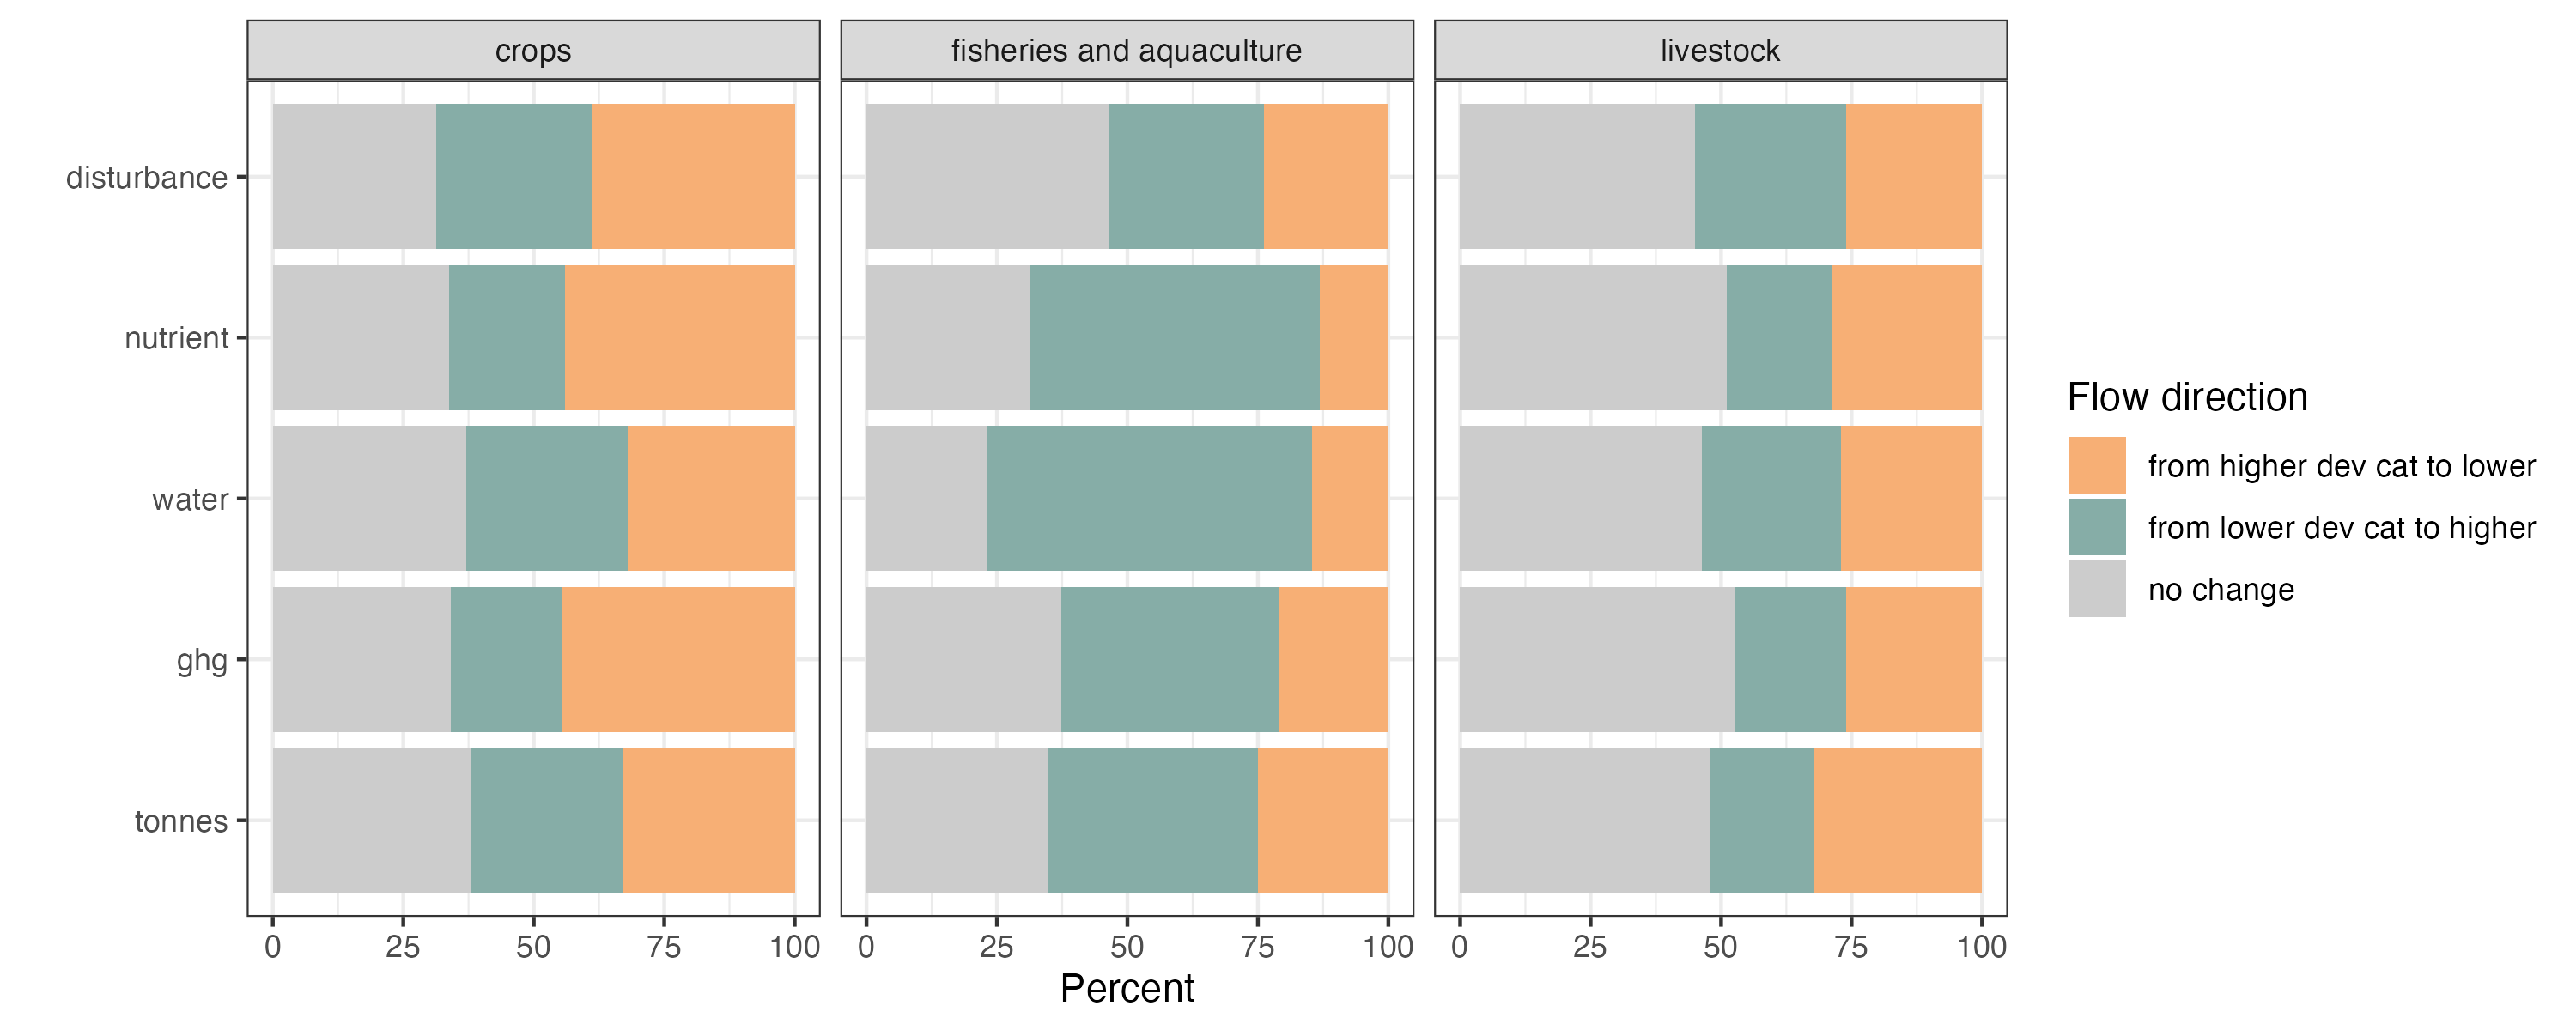 crops
fisheries and aquaculture
livestock
disturbance
nutrient
water
ghg
tonnes
0 25 50 75 100
0 25 50 75 100
0 25 50 75 100
Percent
Flow direction
from higher dev cat to lower
from lower dev cat to higher
no change